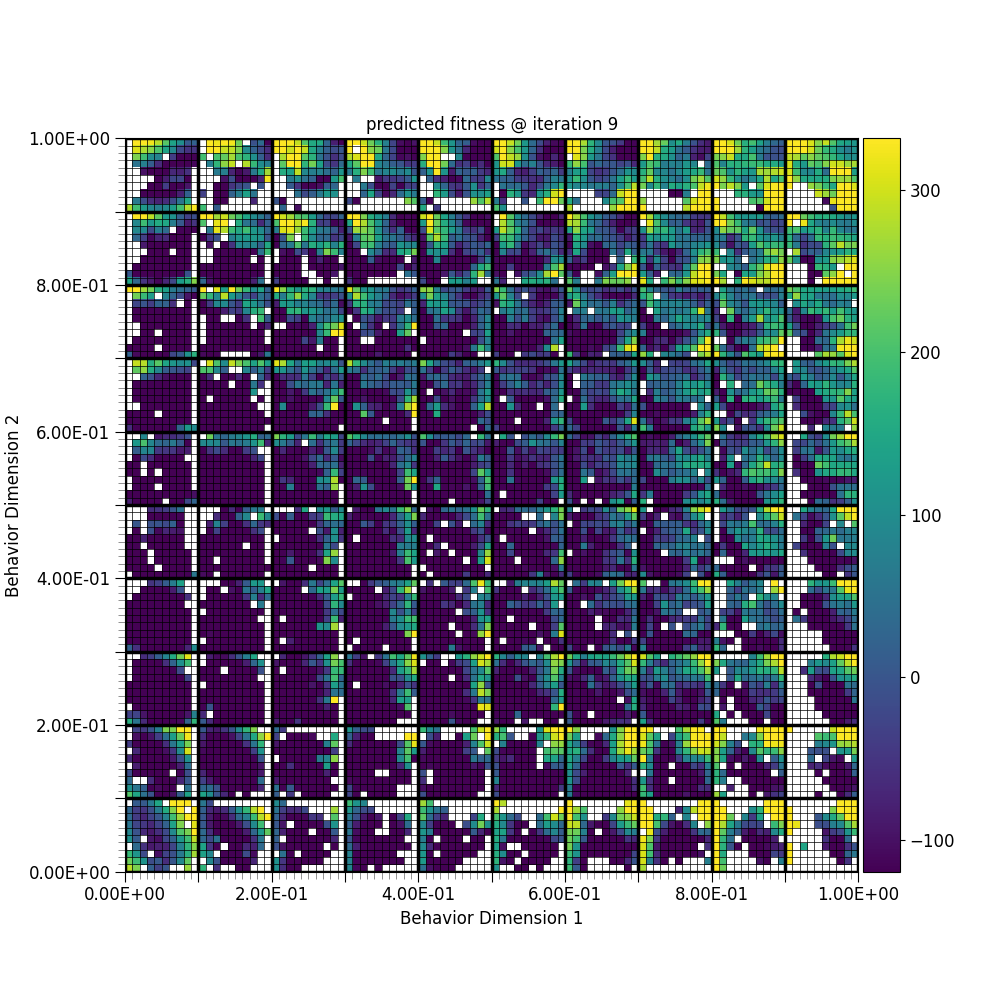 predicted fitness @ iteration 9
1.00E+00
8.00E-01
6.00E-01
4.00E-01
2.00E-01
0.00E+00
Behavior Dimension 2
0.00E+00 2.00E-01 4.00E-01 6.00E-01 8.00E-01 1.00E+00
Behavior Dimension 1
300
200
100
0
−100